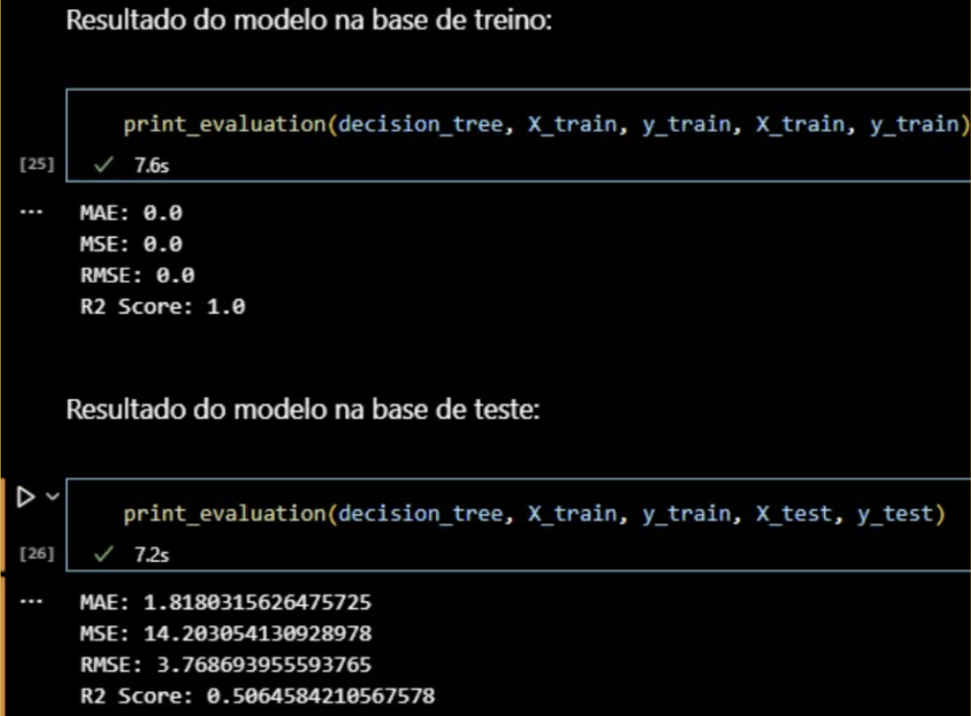 Resultado do modelo na base de treino:
print_evaluation(decision_tree, X_train, y_train, X_train, y_train)
[25]
7.6s
...
MAE: 0.0
MSE: 0.0
RMSE: 0.0
R2 Score: 1.0
Resultado do modelo na base de teste:
print_evaluation(decision_tree, X_train, y_train, X_test, y_test)
[26]
7.2s
...
MAE: 1.8180315626475725
MSE: 14.203054130928978
RMSE: 3.768693955593765
R2 Score: 0.5064584210567578